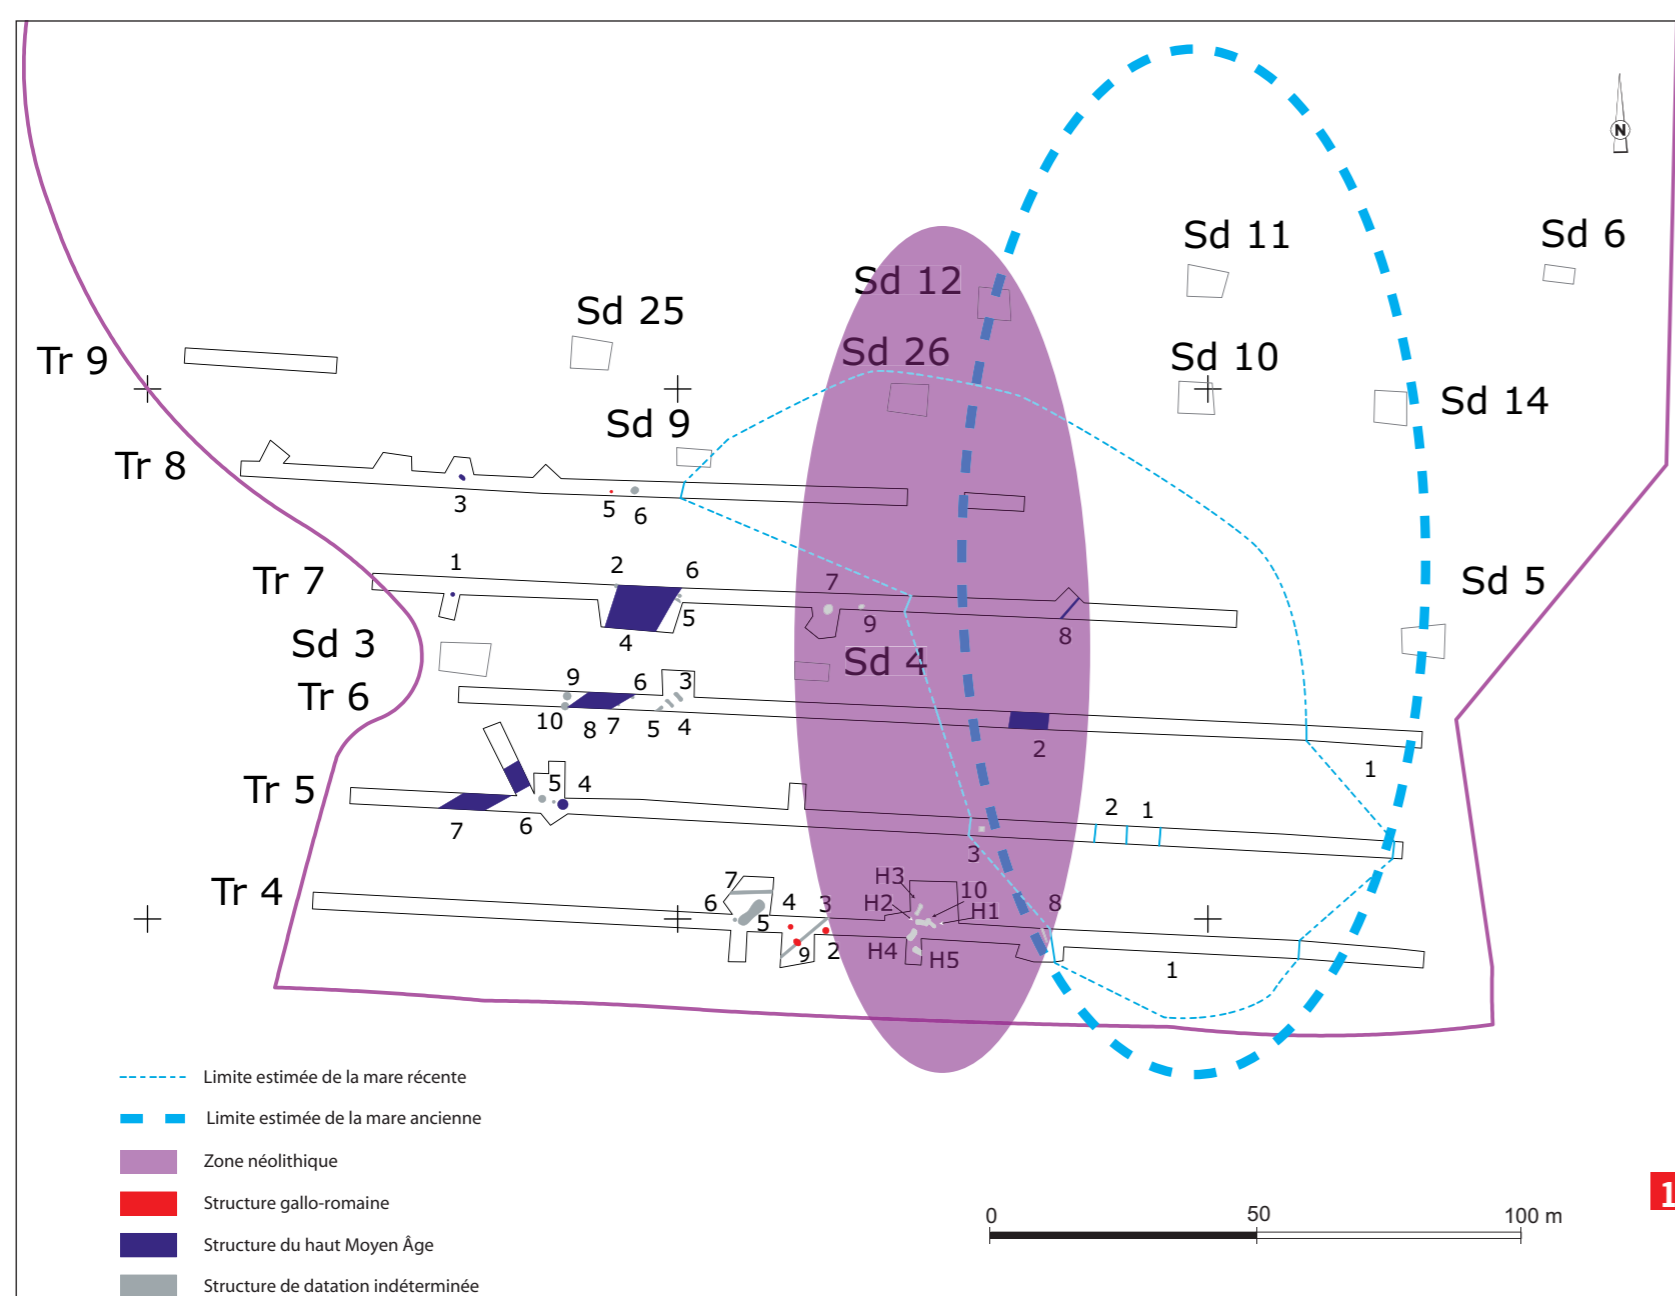 N
Sd 11
Sd 6
Sd 12
Sd 25
Sd 26
Sd 10
Tr 9
Sd 14
Sd 9
Tr 8
3
5
6
Tr 7
1
2
6
7
5
9
4
8
Sd 5
Sd 3
Sd 4
Tr 6
9
6
3
10
8
7
5
4
2
1
Tr 5
5
4
2
1
7
6
3
Tr 4
7
6
5
4
3
9
2
H3
H2
10
H1
H4
H5
8
1
Limite estimée de la mare récente
Limite estimée de la mare ancienne
Zone néolithique
Structure gallo-romaine
Structure du haut Moyen Âge
Structure de datation indéterminée
0
50
100 m
1